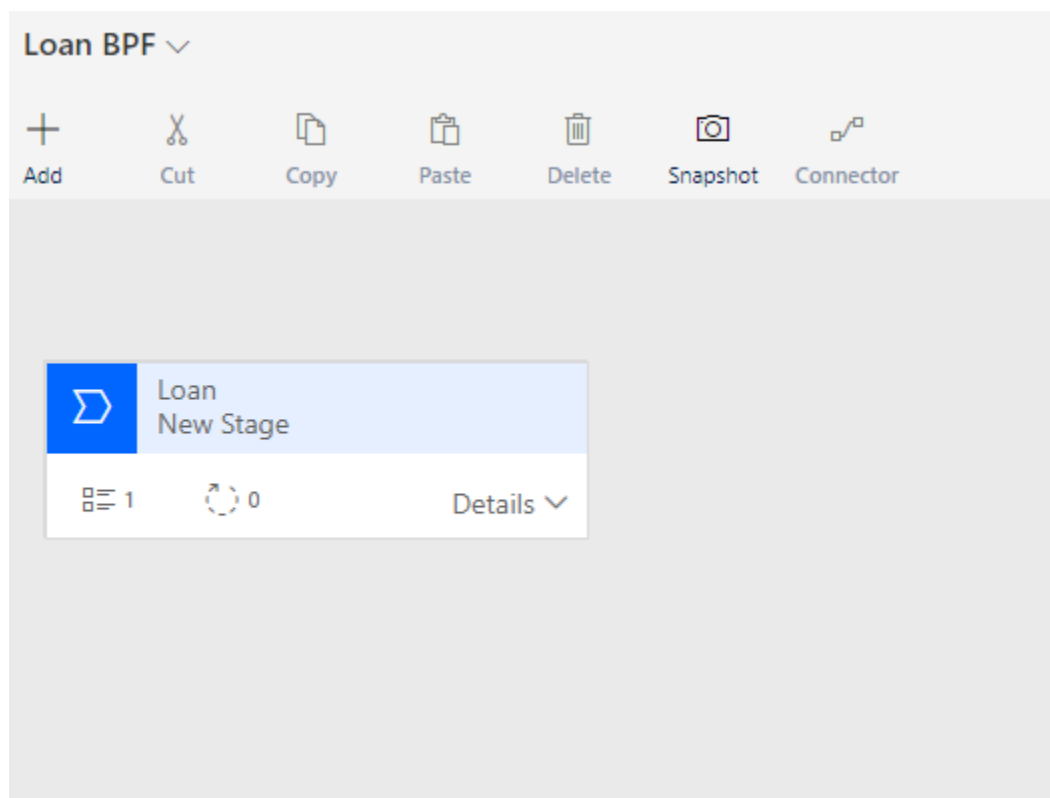 Loan BPF
Add Cut Copy Paste Delete Snapshot Connector
Loan
New Stage
1 0 Details